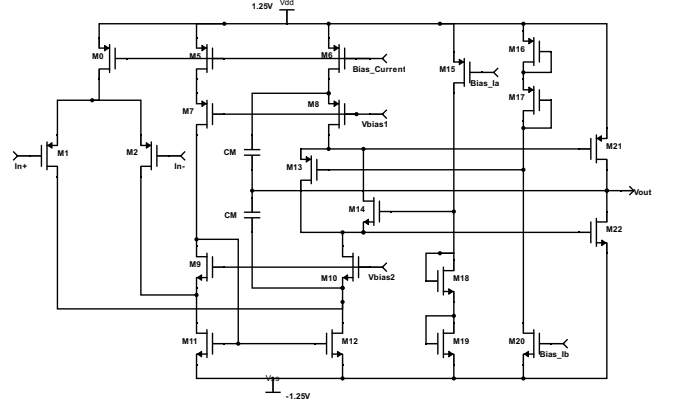 Vdd
1.25V
M0
M5
M6
Bias_Current
M16
M15
Bias_Ia
M17
M7
M8
Vbias1
M1
M2
CM
M13
M21
In+
In-
Vout
CM
M14
M22
M9
M10
Vbias2
M18
M11
M12
M19
M20
Bias_Ib
Vss
-1.25V